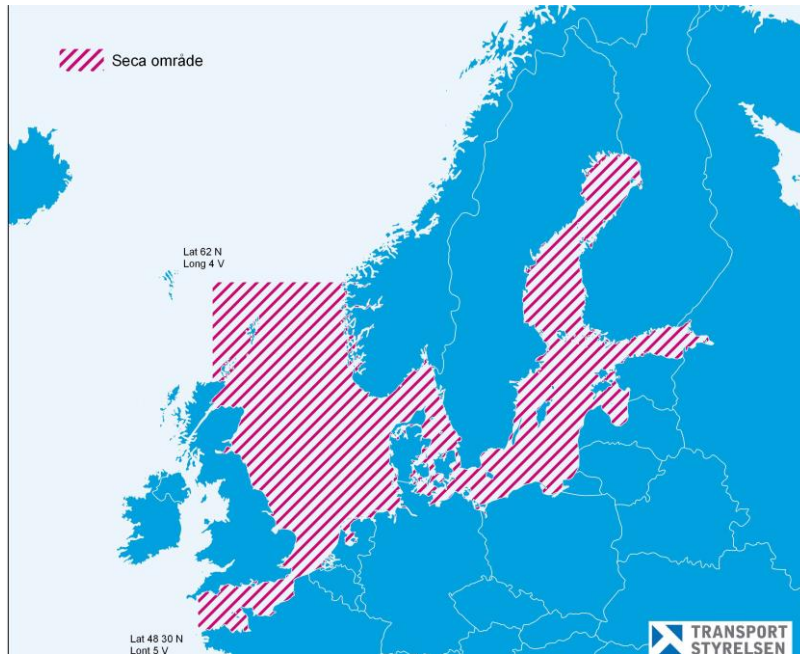 Seca område
Lat 62 N
Long 4 V
Lat 48 30 N
Lont 5 V
TRANSPORT
STYRELSEN